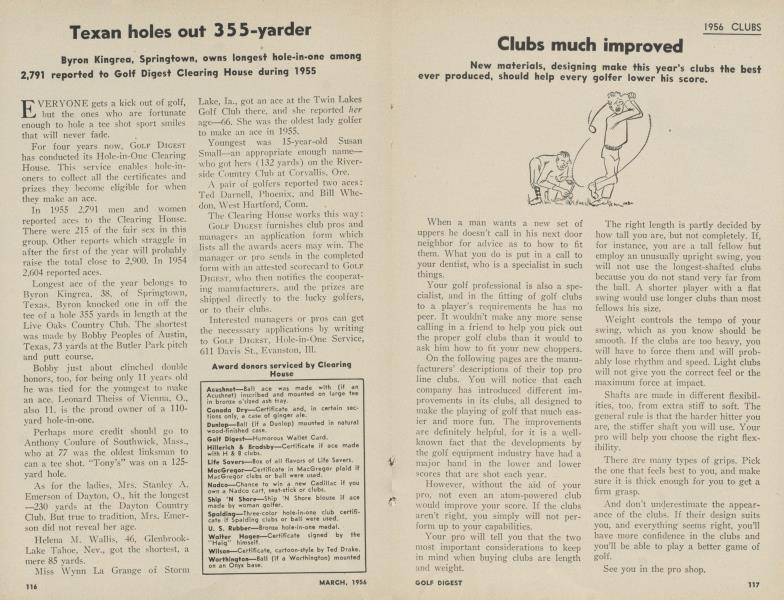 Texan holes out 355-yarder
Byron Kingrea, Springtown, owns longest hole-in-one among
2,791 reported to Golf Digest Clearing House during 1955
EVERYONE gets a kick out of golf,
but the ones who are fortunate
enough to hole a tee shot sport smiles
that will never fade.
For four years now, GOLF DIGEST
has conducted its Hole-in-One Clearing
House. This service enables hole-in-
oners to collect all the certificates and
prizes they become eligible for when
they make an ace.
In 1955 2,791 men and women
reported aces to the Clearing House.
There were 215 of the fair sex in this
group. Other reports which straggle in
after the first of the year will probably
raise the total close to 2,900. In 1954
2,604 reported aces.
Longest ace of the year belongs to
Byron Kingrea, 38, of Springtown,
Texas. Byron knocked one in off the
tee of a hole 355 yards in length at the
Live Oaks Country Club. The shortest
was made by Bobby Peoples of Austin,
Texas, 73 yards at the Butler Park pitch
and putt course.
Bobby just about clinched double
honors, too, for being only 11 years old
he was tied for the youngest to make
an ace. Leonard Theiss of Vienna, O.,
also 11, is the proud owner of a 110-
yard hole-in-one.
Perhaps more credit should go to
Anthony Coulure of Southwick, Mass.,
who at 77 was the oldest linksman to
can a tee shot. "Tony's" was on a 125-
yard hole.
As for the ladies, Mrs. Stanley A.
Emerson of Dayton, O., hit the longest
—230 yards at the Dayton Country
Club. But true to tradition, Mrs. Emer-
son did not reveal her age.
Helena M. Wallis, 46, Glenbrook-
Lake Tahoe, Nev., got the shortest, a
mere 85 yards.
Miss Wynn La Grange of Storm
Lake, Ia., got an ace at the Twin Lakes
Golf Club there, and she reported her
age—66. She was the oldest lady golfer
to make an ace in 1955.
Youngest was 15-year-old Susan
Small—an appropriate enough name—
who got hers (132 yards) on the River-
side Country Club at Corvallis, Ore.
A pair of golfers reported two aces:
Ted Darnell, Phoenix, and Bill Whe-
don, West Hartford, Conn.
The Clearing House works this way:
GOLF DIGEST furnishes club pros and
managers an application form which
lists all the awards aces may win. The
manager or pro sends in the completed
form with an attested scorecard to GOLF
DIGEST, who then notifies the cooperat-
ing manufacturers, and the prizes are
shipped directly to the lucky golfers,
or to their clubs.
Interested managers or pros can get
the necesssary applications by writing
to GOLF DIGEST, Hole-in-One Service,
611 Davis St., Evanston, Ill.
Award donors serviced by Clearing
House
Acushnet—Ball ace was made with (if an
Acushnet) inscribed and mounted on large tee
in bronze o'sized ash tray.
Canada Dry—Certificate and, in certain sec-
tions only, a case of ginger ale.
Dunlop—Ball (if a Dunlop) mounted in natural
wood-finished case.
Golf Digest—Humorous Wallet Card.
Hillerich & Bradsby—Certificate if ace made
with H & B clubs.
Life Savers—Box of all flavors of Life Savers.
MacGregor—Certificate in MacGregor plaid if
MacGregor clubs or ball were used.
Nadco—Chance to win a new Cadillac if you
own a Nadco cart, seat-stick or clubs.
Ship 'N Shore—Ship 'N Shore blouse if ace
made by woman golfer.
Spalding—Three-color hole-in-one club certifi-
cate if Spalding clubs or ball were used.
U. S. Rubber—Bronze hole-in-one medal.
Walter Hagen—Certificate signed by the
"Haig" himself.
Wilson—Certificate, cartoon-style by Ted Drake.
Worthington—Ball (if a Worthington) mounted
on an Onyx base.
116
MARCH, 1956
1956 CLUBS
Clubs much improved
New materials, designing make this year's clubs the best
ever produced, should help every golfer lower his score.
When a man wants a new set of
uppers he doesn't call in his next door
neighbor for advice as to how to fit
them. What you do is put in a call to
your dentist, who is a specialist in such
things.
Your golf professional is also a spe-
cialist, and in the fitting of golf clubs
to a player's requirements he has no
peer. It wouldn't make any more sense
calling in a friend to help you pick out
the proper golf clubs than it would to
ask him how to fit your new choppers.
On the following pages are the manu-
facturers' descriptions of their top pro
line clubs. You will notice that each
company has introduced different im-
provements in its clubs, all designed to
make the playing of golf that much easi-
er and more fun. The improvements
are definitely helpful, for it is a well-
known fact that the developments by
the golf equipment industry have had a
major hand in the lower and lower
scores that are shot each year.
However, without the aid of your
pro, not even an atom-powered club
would improve your score. If the clubs
aren't right, you simply will not per-
form up to your capabilities.
Your pro will tell you that the two
most important considerations to keep
in mind when buying clubs are length
and weight.
The right length is partly decided by
how tall you are, but not completely. If,
for instance, you are a tall fellow but
employ an unusually upright swing, you
will not use the longest-shafted clubs
because you do not stand very far from
the ball. A shorter player with a flat
swing would use longer clubs than most
fellows his size.
Weight controls the tempo of your
swing, which as you know should be
smooth. If the clubs are too heavy, you
will have to force them and will prob-
ably lose rhythm and speed. Light clubs
will not give you the correct feel or the
maximum force at impact.
Shafts are made in different flexibili-
ties, too, from extra stiff to soft. The
general rule is that the harder hitter you
are, the stiffer shaft you will use. Your
pro will help you choose the right flex-
ibility.
There are many types of grips. Pick
the one that feels best to you, and make
sure it is thick enough for you to get a
firm grasp.
And don't underestimate the appear-
ance of the clubs. If their design suits
you, and everything seems right, you'll
have more confidence in the clubs and
you'll be able to play a better game of
golf.
See you in the pro shop.
GOLF DIGEST
117